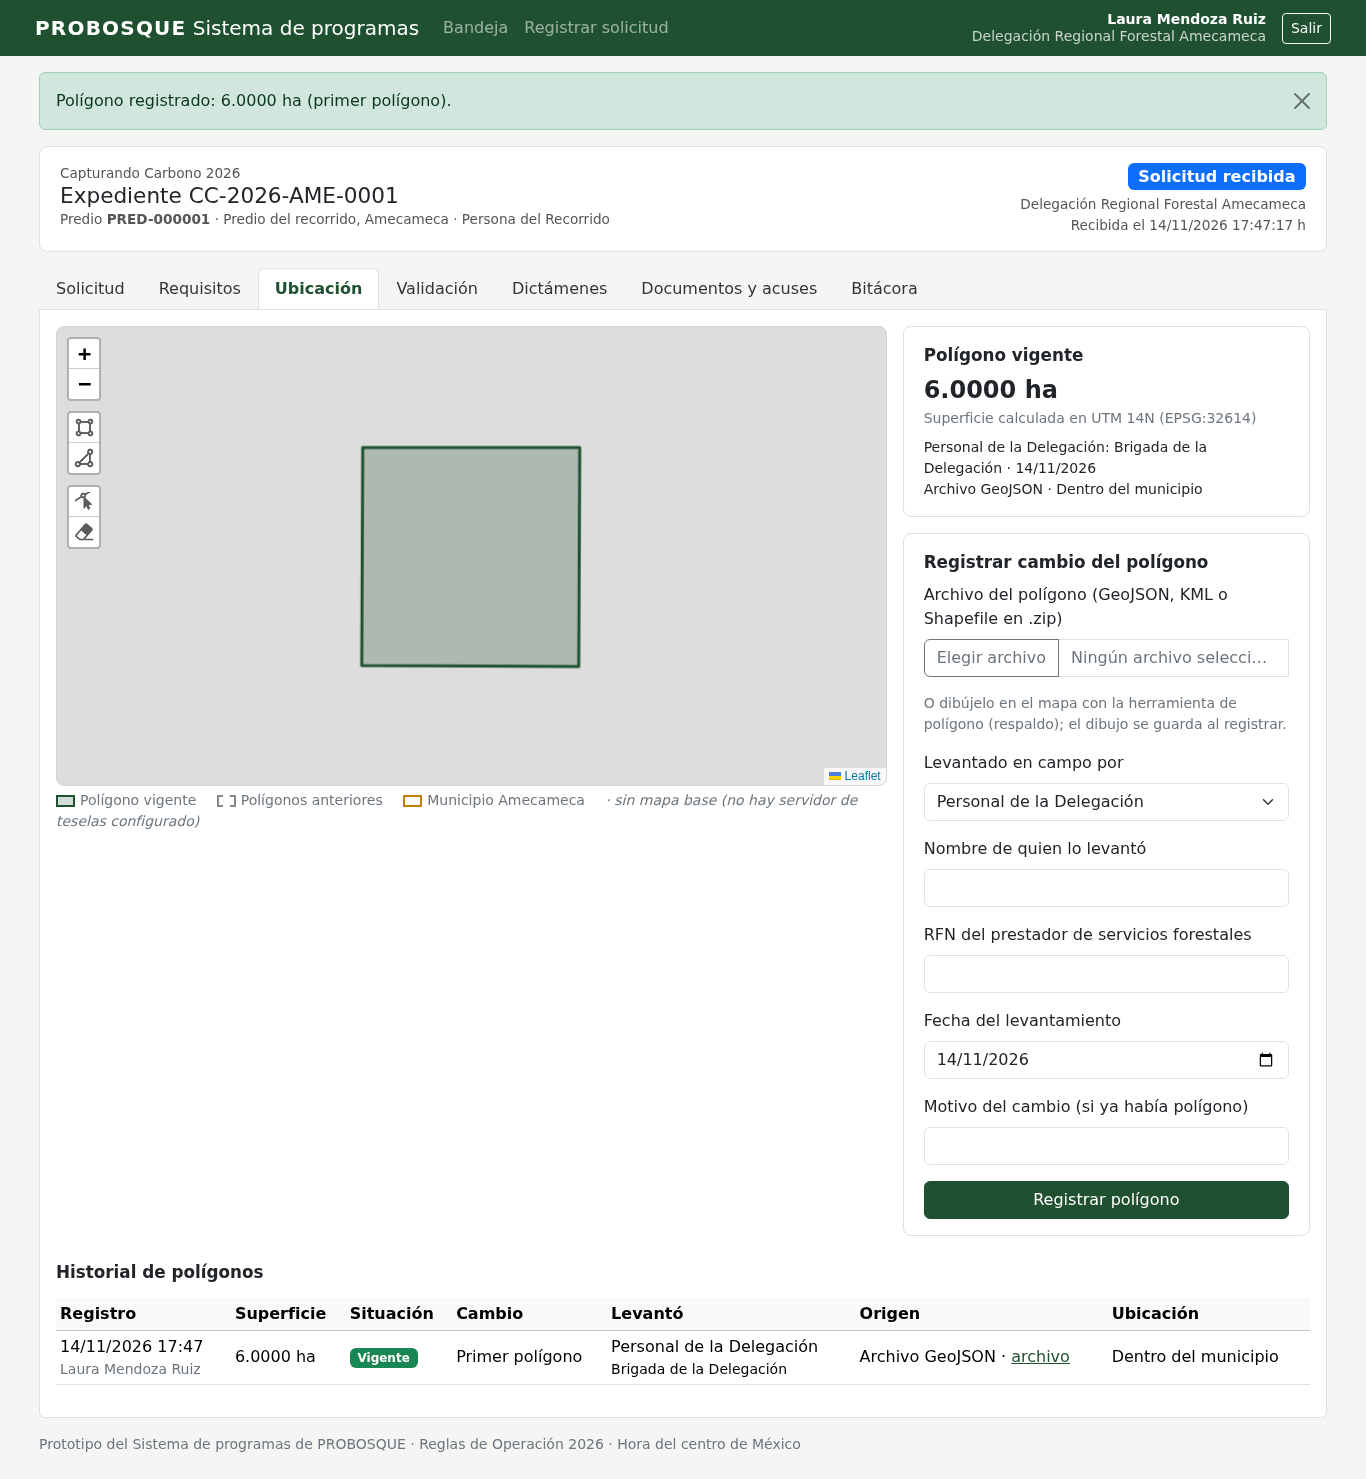 PROBOSQUE Sistema de programas
Bandeja
Registrar solicitud
Laura Mendoza Ruiz
Delegación Regional Forestal Amecameca
Salir
Polígono registrado: 6.0000 ha (primer polígono).
Capturando Carbono 2026
Expediente CC-2026-AME-0001
Predio PRED-000001 · Predio del recorrido, Amecameca · Persona del Recorrido
Solicitud recibida
Delegación Regional Forestal Amecameca
Recibida el 14/11/2026 17:47:17 h
Solicitud
Requisitos
Ubicación
Validación
Dictámenes
Documentos y acuses
Bitácora
+
−
Leaflet
Polígono vigente
Polígonos anteriores
Municipio Amecameca
· sin mapa base (no hay servidor de
teselas configurado)
Polígono vigente
6.0000 ha
Superficie calculada en UTM 14N (EPSG:32614)
Personal de la Delegación: Brigada de la
Delegación · 14/11/2026
Archivo GeoJSON · Dentro del municipio
Registrar cambio del polígono
Archivo del polígono (GeoJSON, KML o
Shapefile en .zip)
Elegir archivo
Ningún archivo selecci…
O dibújelo en el mapa con la herramienta de
polígono (respaldo); el dibujo se guarda al registrar.
Levantado en campo por
Personal de la Delegación
Nombre de quien lo levantó
RFN del prestador de servicios forestales
Fecha del levantamiento
14/11/2026
Motivo del cambio (si ya había polígono)
Registrar polígono
Historial de polígonos
Registro Superficie Situación Cambio Levantó Origen Ubicación
14/11/2026 17:47 6.0000 ha Vigente Primer polígono Personal de la Delegación Archivo GeoJSON · archivo Dentro del municipio
Laura Mendoza Ruiz Brigada de la Delegación
Prototipo del Sistema de programas de PROBOSQUE · Reglas de Operación 2026 · Hora del centro de México